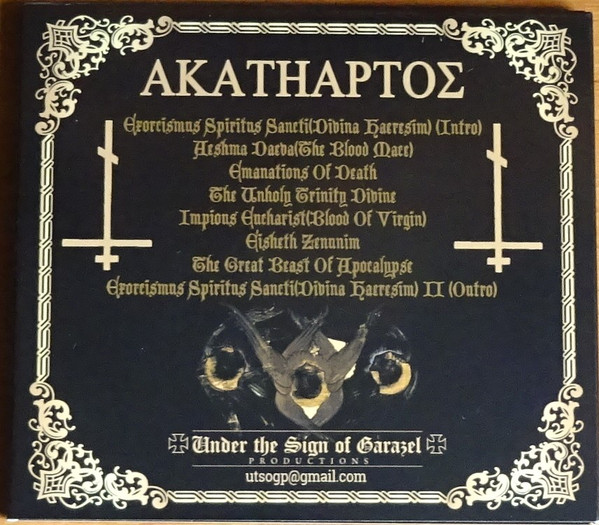 ΑΚΑΤΗΑΡΤΟΣ
Exorcismus Spiritus Sancti(Divina Haeresim) (Intro)
Aeshma Daeva(The Blood Mace)
Emanations Of Death
The Unholy Trinity Divine
Impious Eucharist(Blood Of Virgin)
Eisheth Zenunim
The Great Beast Of Apocalypse
Exorcismus Spiritus Sancti(Divina Haeresim) II (Outro)
Under the Sign of Garazel
PRODUCTIONS
utsogp@gmail.com